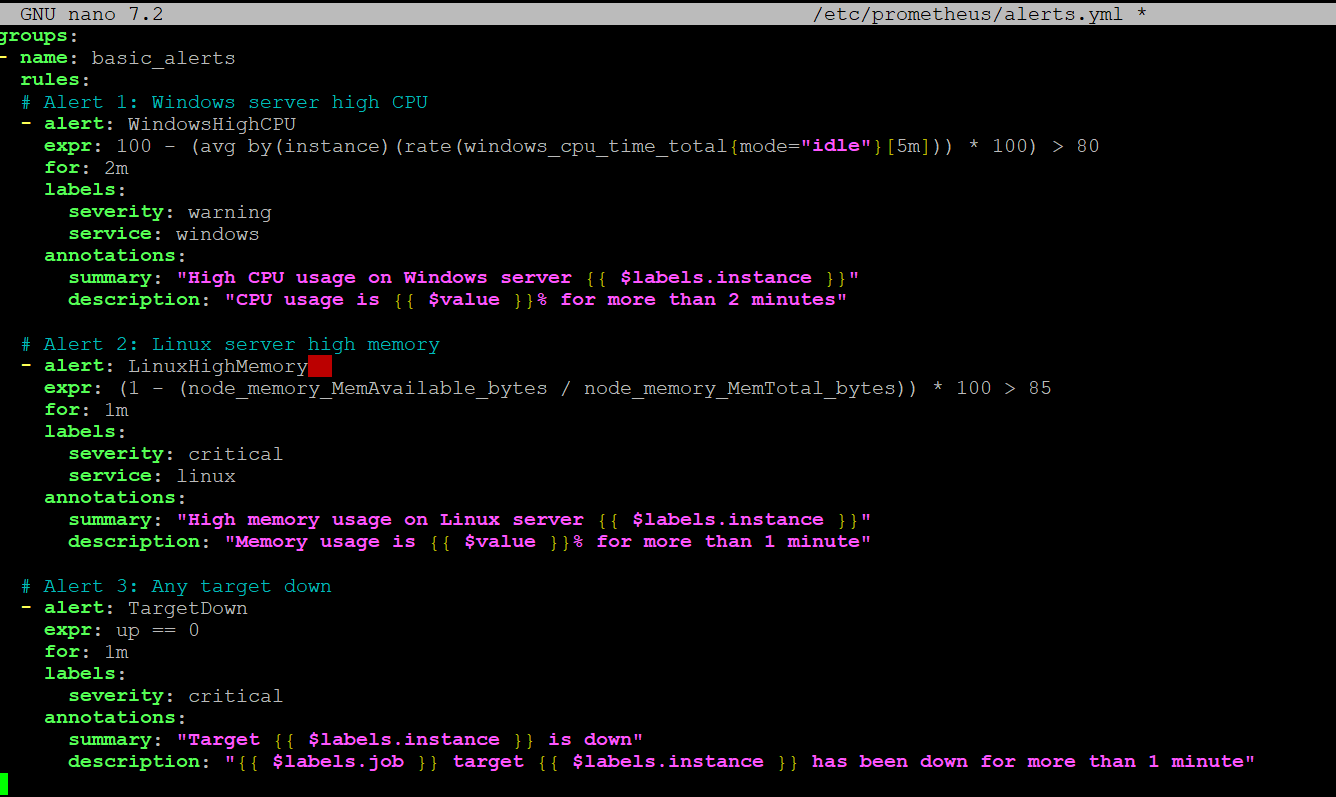 GNU nano 7.2 /etc/prometheus/alerts.yml *
groups:
- name: basic_alerts
  rules:
  # Alert 1: Windows server high CPU
  - alert: WindowsHighCPU
    expr: 100 - (avg by(instance)(rate(windows_cpu_time_total{mode="idle"}[5m])) * 100) > 80
    for: 2m
    labels:
      severity: warning
      service: windows
    annotations:
      summary: "High CPU usage on Windows server {{ $labels.instance }}"
      description: "CPU usage is {{ $value }}% for more than 2 minutes"

  # Alert 2: Linux server high memory
  - alert: LinuxHighMemory
    expr: (1 - (node_memory_MemAvailable_bytes / node_memory_MemTotal_bytes)) * 100 > 85
    for: 1m
    labels:
      severity: critical
      service: linux
    annotations:
      summary: "High memory usage on Linux server {{ $labels.instance }}"
      description: "Memory usage is {{ $value }}% for more than 1 minute"

  # Alert 3: Any target down
  - alert: TargetDown
    expr: up == 0
    for: 1m
    labels:
      severity: critical
    annotations:
      summary: "Target {{ $labels.instance }} is down"
      description: "{{ $labels.job }} target {{ $labels.instance }} has been down for more than 1 minute"